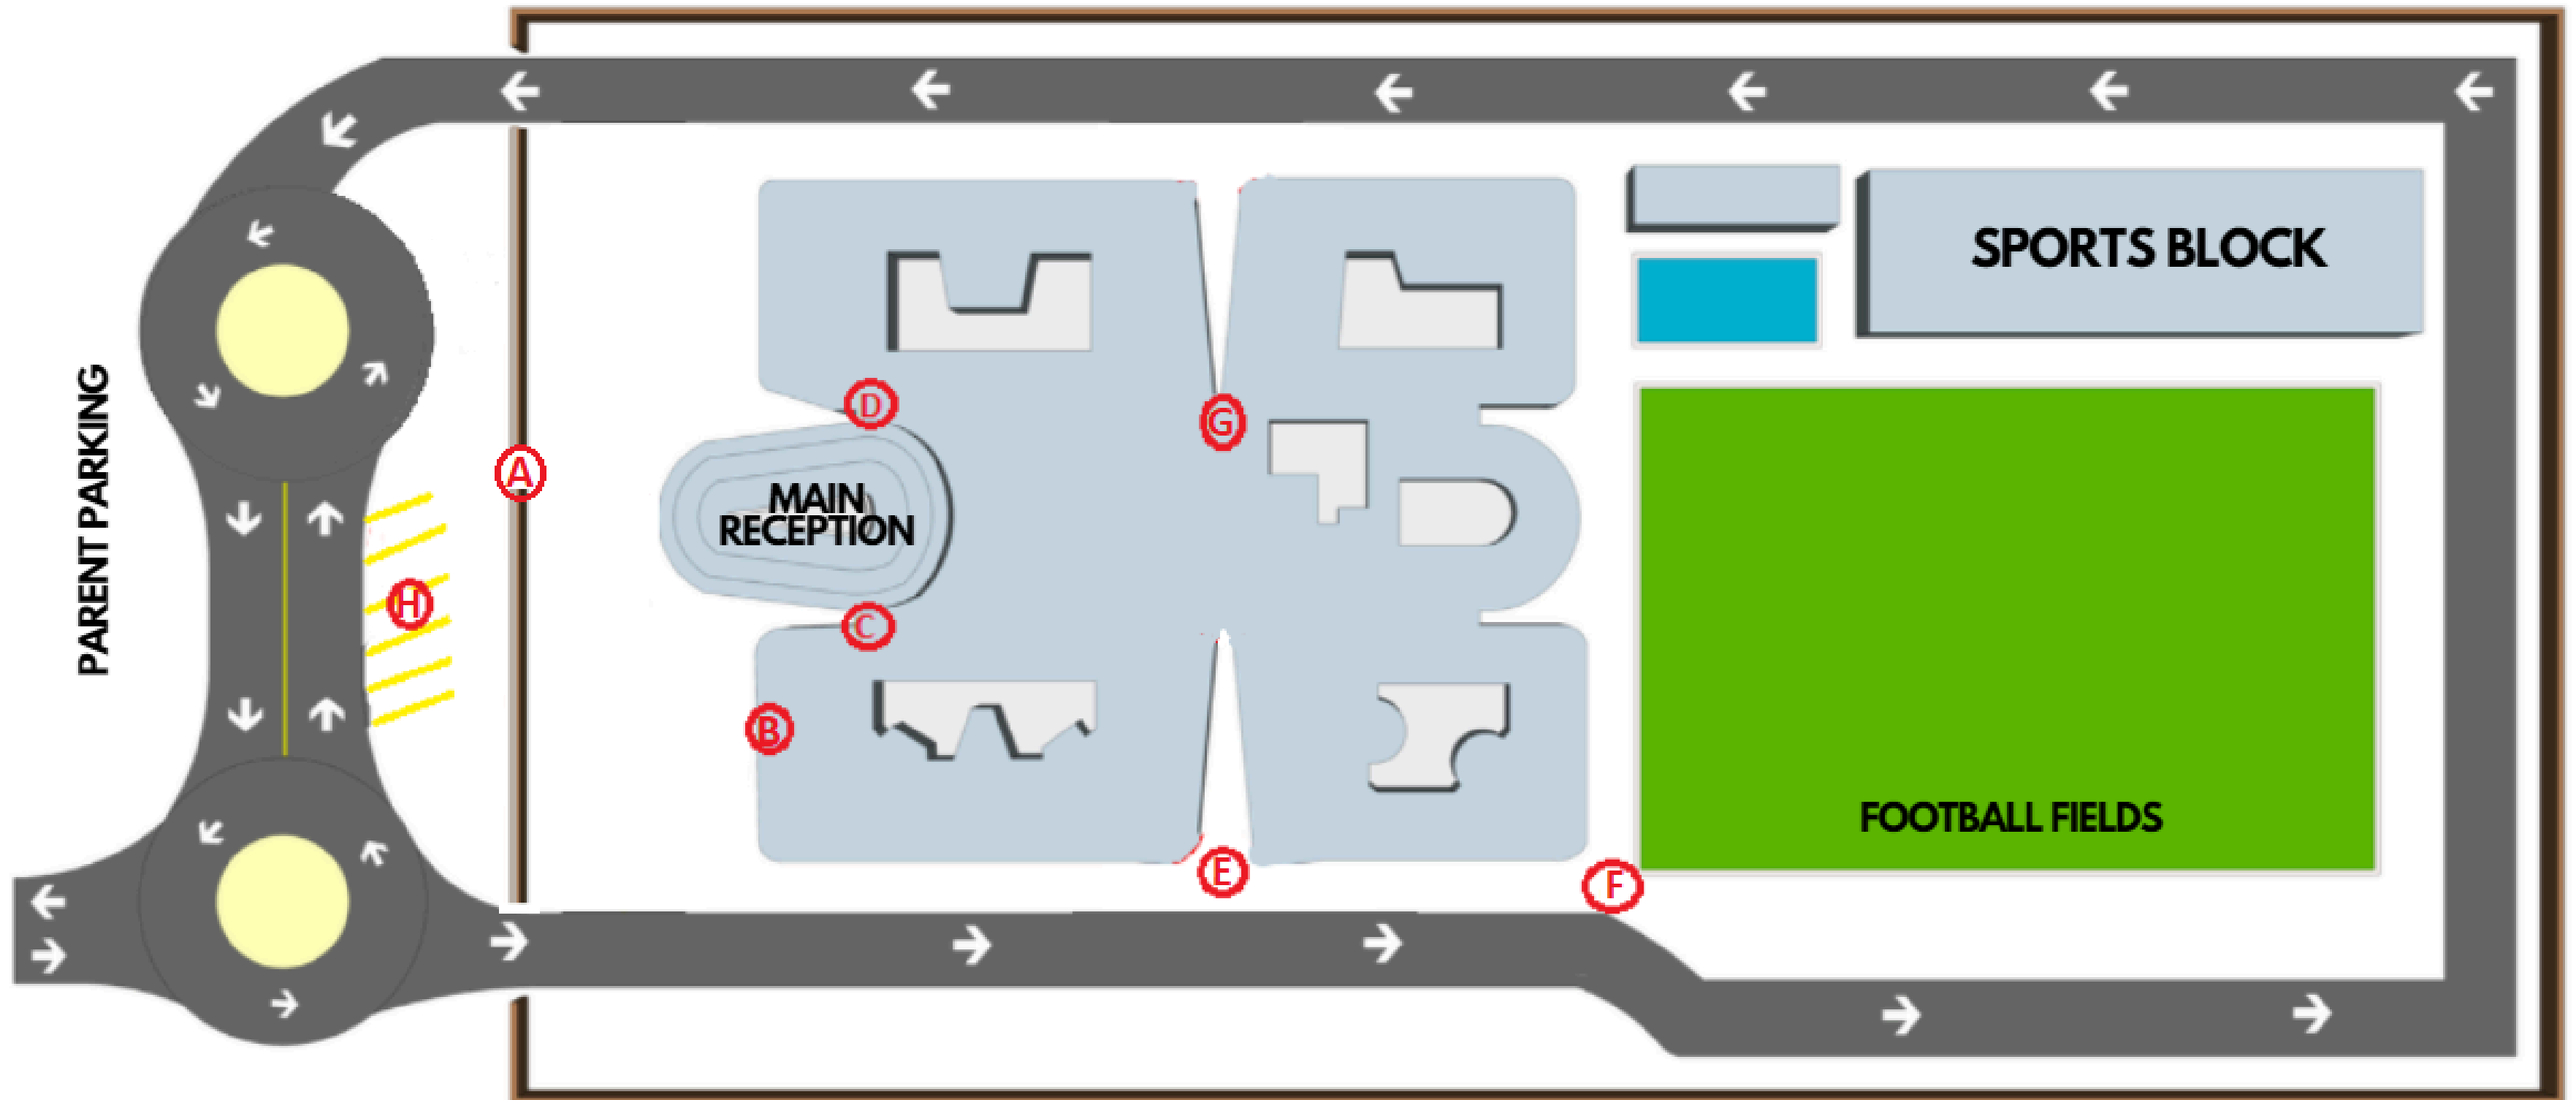 SPORTS BLOCK
PARENT PARKING
D
G
A
MAIN
RECEPTION
H
C
B
FOOTBALL FIELDS
E
F